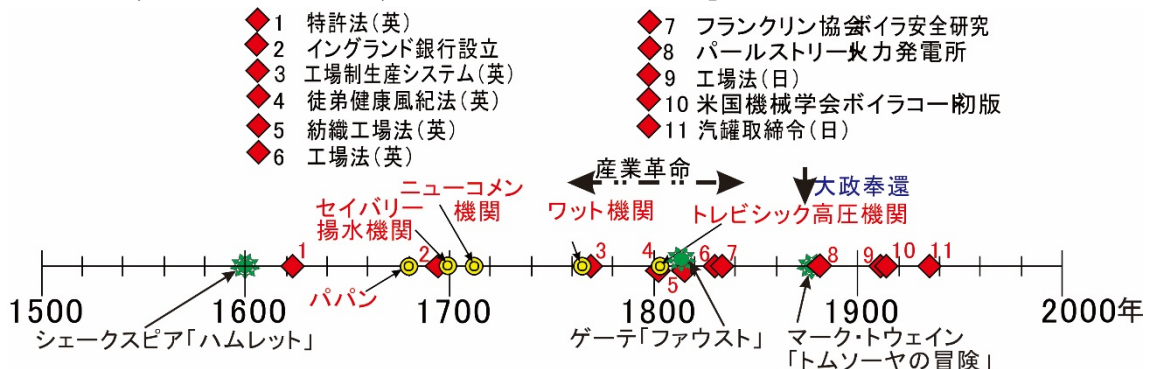 1 特許法(英)
2 イングランド銀行設立
3 工場制生産システム(英)
4 徒弟健康風紀法(英)
5 紡織工場法(英)
6 工場法(英)
7 フランクリン協会ボイラ安全研究
8 パールストリート火力発電所
9 工場法(日)
10 米国機械学会ボイラコード初版
11 汽罐取締令(日)
産業革命
大政奉還
ニューコメン
機関
セイバリー
揚水機関
ワット機関
トレビシック高圧機関
1 2 3 4 5 6 7 8 9 10 11
パパン
1500 1600 1700 1800 1900 2000年
シェークスピア「ハムレット」
ゲーテ「ファウスト」
マーク・トウェイン
「トムソーヤの冒険」